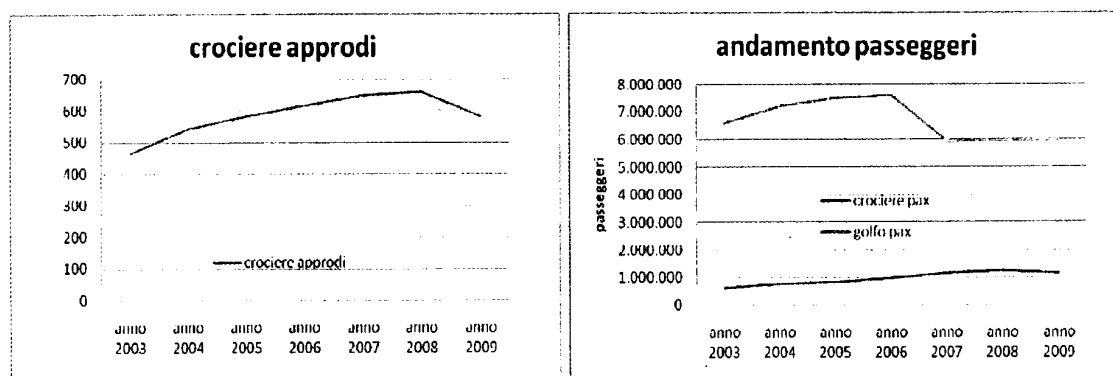 crociere approdi
700
600
500
400
300
200
100
0
crociere approdi
anno 2003
anno 2004
anno 2005
anno 2006
anno 2007
anno 2008
anno 2009
andamento passeggeri
passeggeri
8.000.000
7.000.000
6.000.000
5 000 000
4 000.000
3.000.000
2.000.000
1.000.000
0
crociere pax
golfo pax
anno 2003
anno 2004
anno 2005
anno 2006
anno 2007
anno 2008
anno 2009